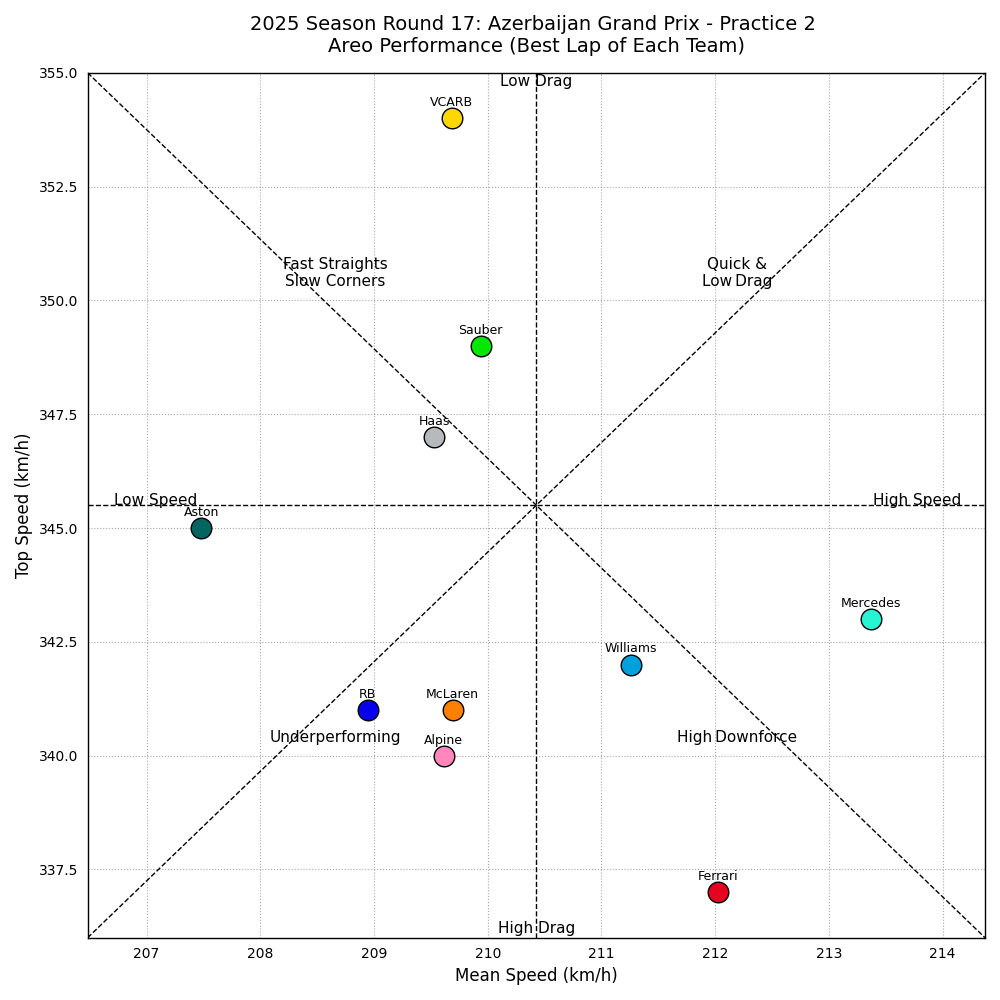 2025 Season Round 17: Azerbaijan Grand Prix - Practice 2
Areo Performance (Best Lap of Each Team)
355.0
352.5
350.0
347.5
345.0
342.5
340.0
337.5
Top Speed (km/h)
Low Drag
VCARB
Fast Straights
Slow Corners
Quick &
Low Drag
Sauber
Haas
Low Speed
High Speed
Aston
Mercedes
Williams
RB
McLaren
Underperforming
Alpine
High Downforce
Ferrari
High Drag
207
208
209
210
211
212
213
214
Mean Speed (km/h)